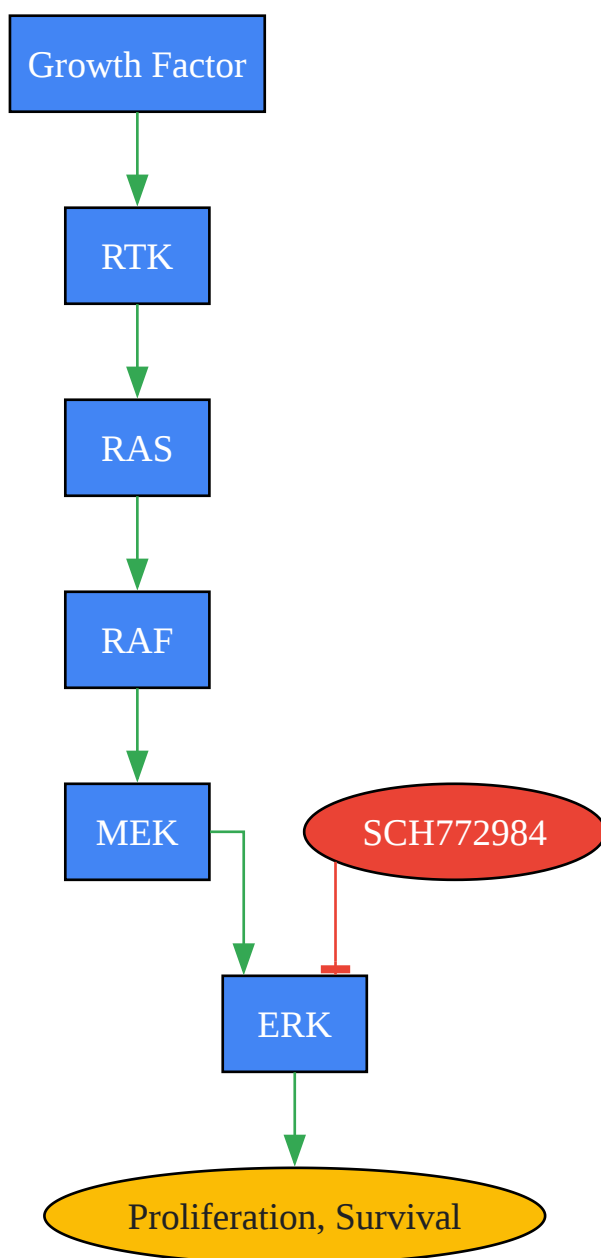 Growth Factor
RTK
RAS
RAF
MEK
SCH772984
ERK
Proliferation, Survival